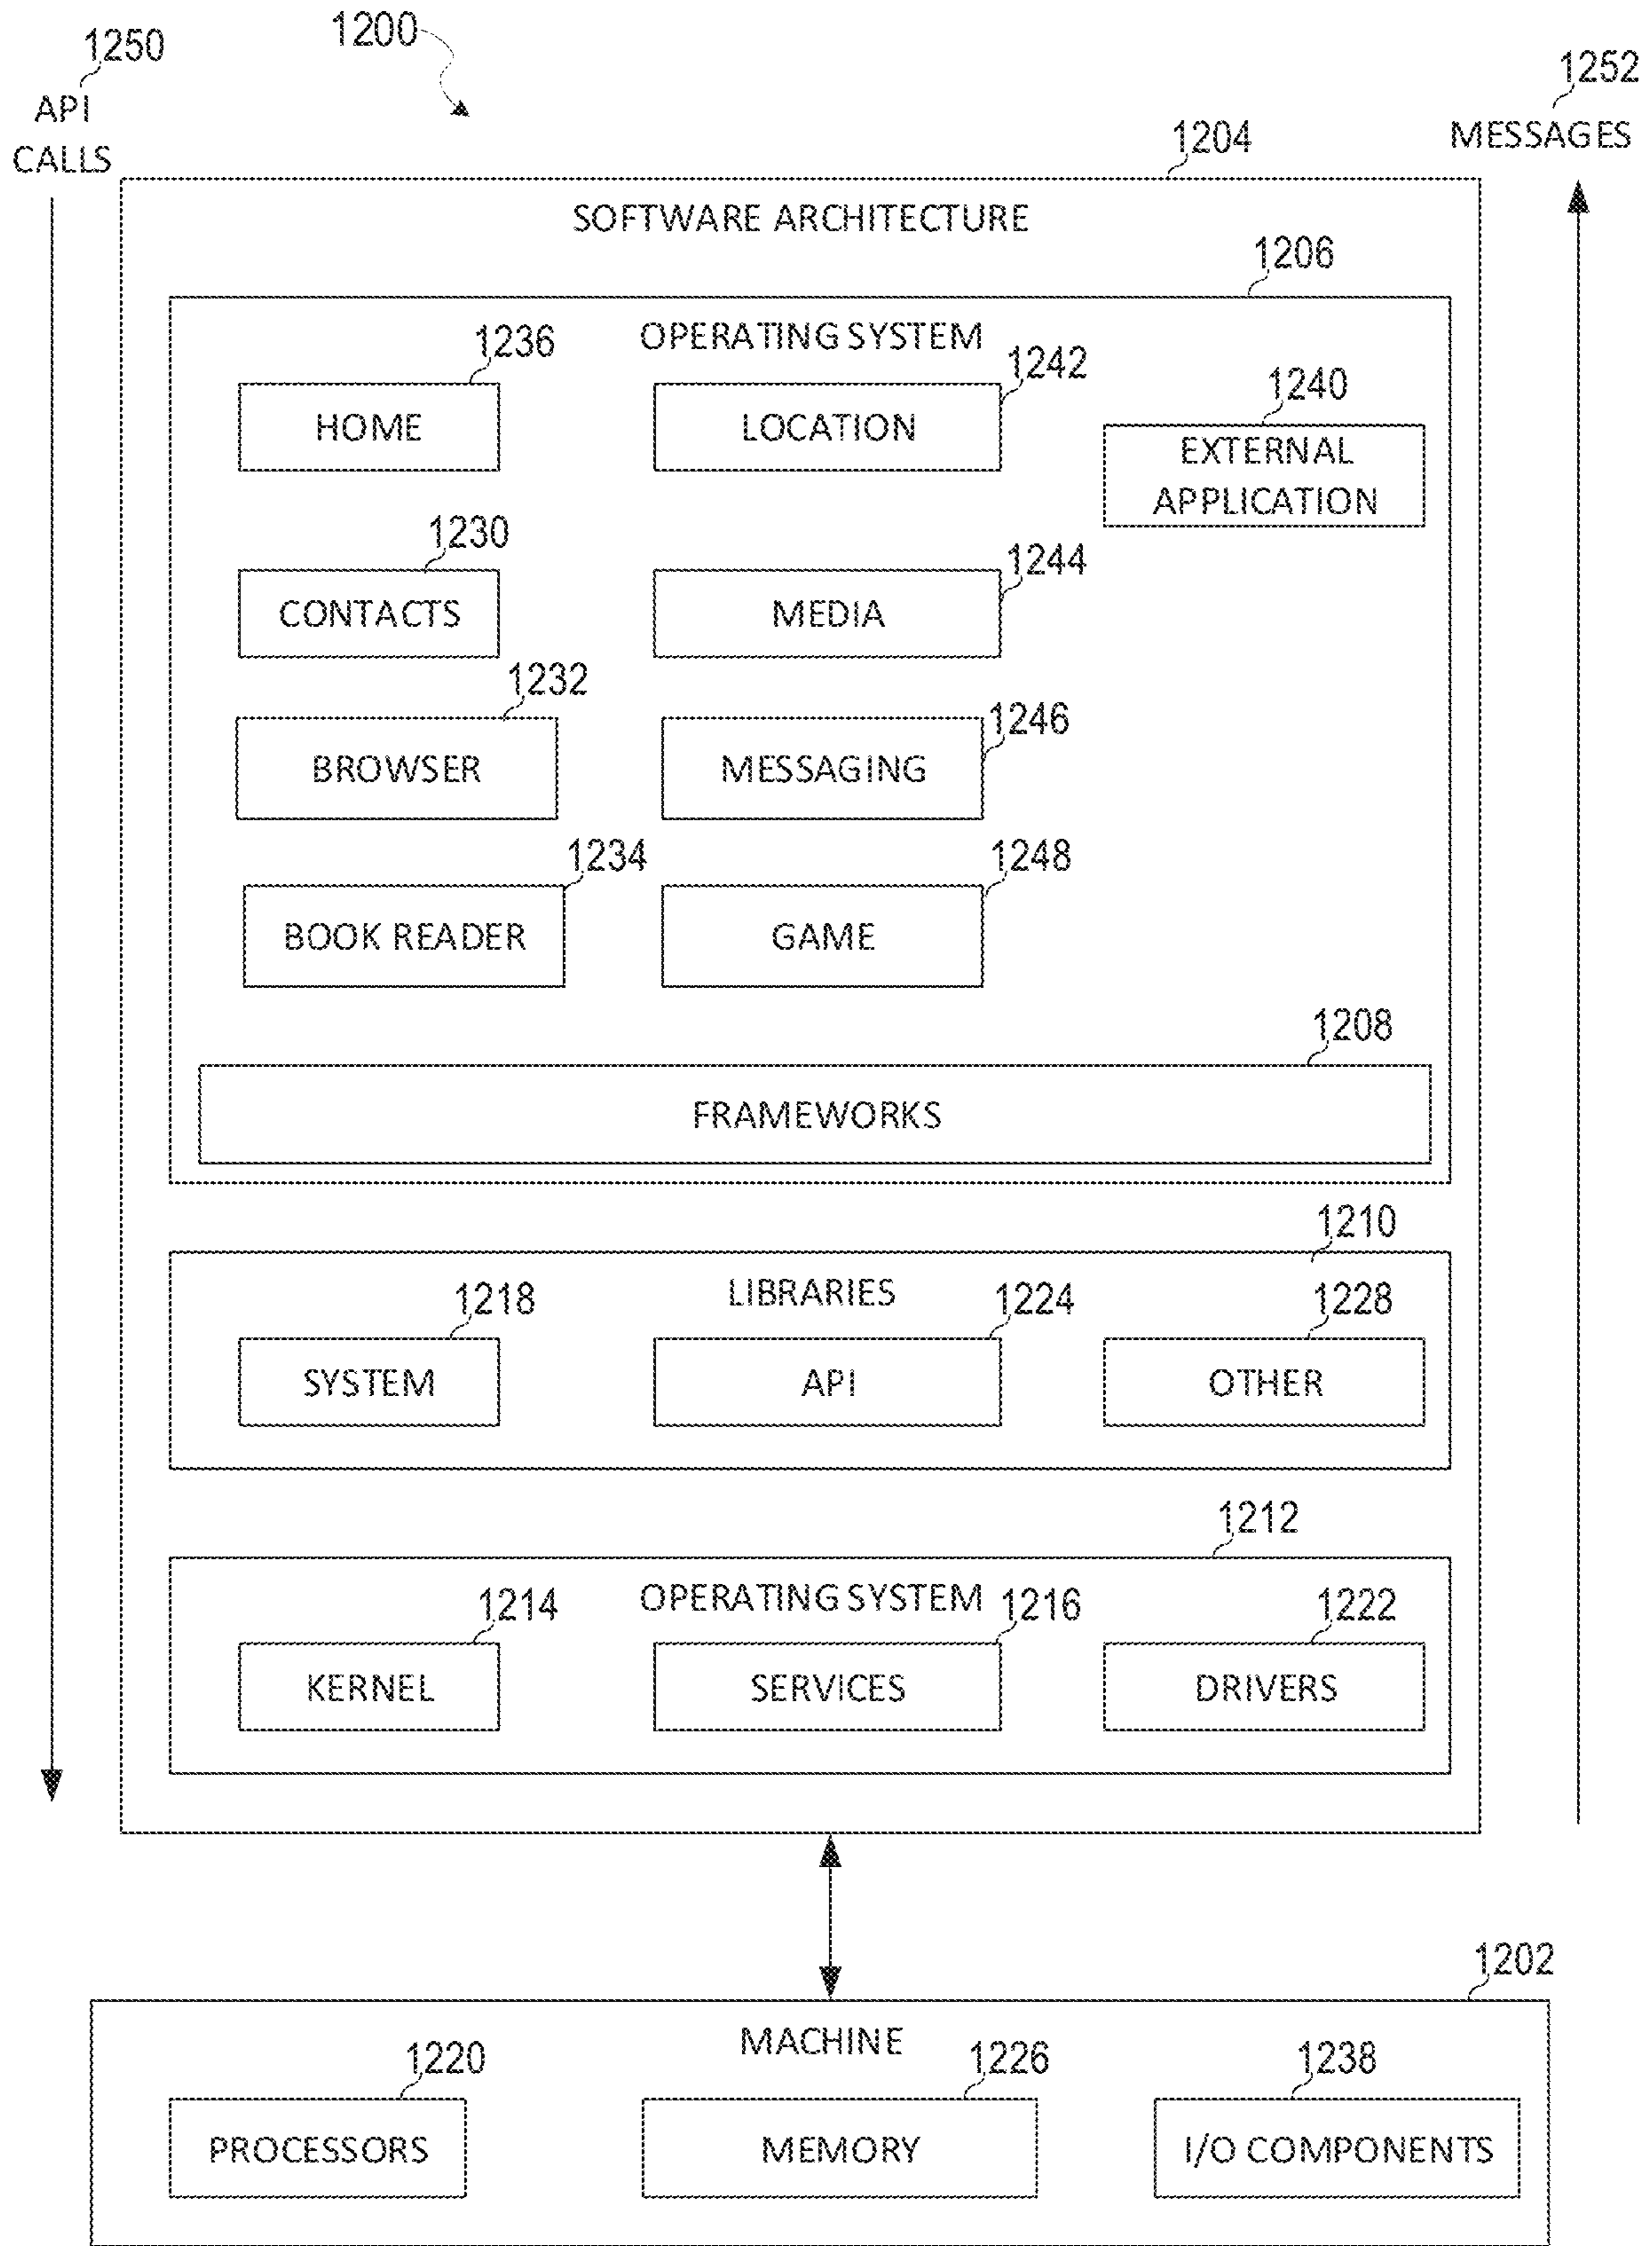 1200
1250
API
CALLS
1252
MESSAGES
1204
SOFTWARE ARCHITECTURE
1206
OPERATING SYSTEM
1236
HOME
1242
LOCATION
1240
EXTERNAL
APPLICATION
1230
CONTACTS
1244
MEDIA
1232
BROWSER
1246
MESSAGING
1234
BOOK READER
1248
GAME
1208
FRAMEWORKS
1210
LIBRARIES
1218
SYSTEM
1224
API
1228
OTHER
1212
OPERATING SYSTEM
1214
KERNEL
1216
SERVICES
1222
DRIVERS
1202
MACHINE
1220
PROCESSORS
1226
MEMORY
1238
I/O COMPONENTS